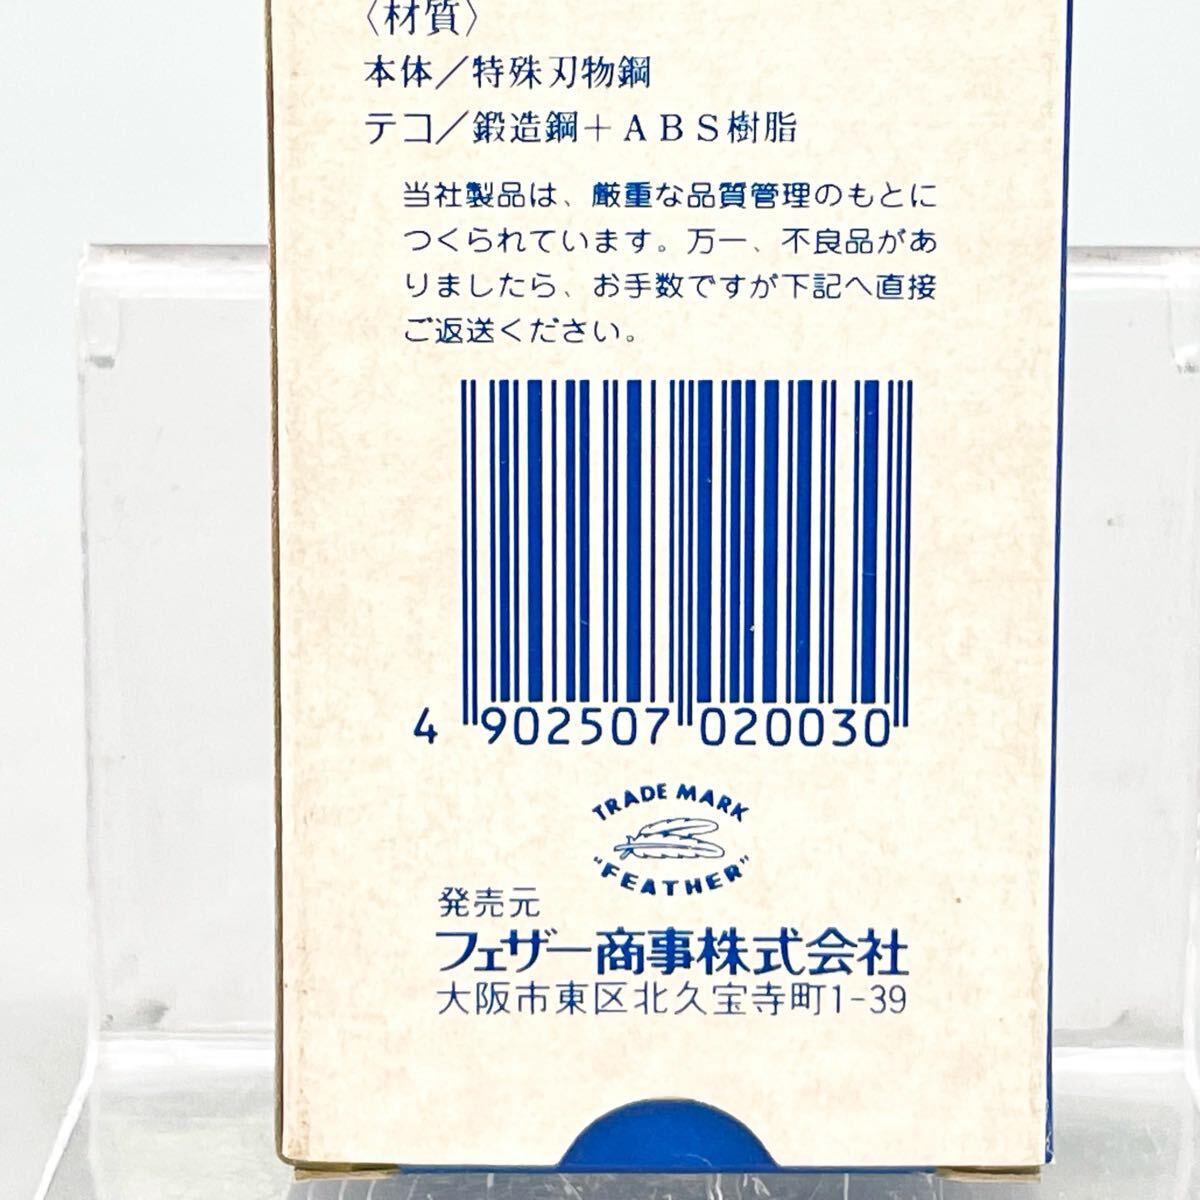 〈材質〉
本体／特殊刃物鋼
テコ／鍛造鋼＋ＡＢＳ樹脂
当社製品は、厳重な品質管理のもとに
つくられています。万一、不良品があ
りましたら、お手数ですが下記へ直接
ご返送ください。
4 902507 020030
TRADE MARK
"FEATHER"
発売元
フェザー商事株式会社
大阪市東区北久宝寺町1-39